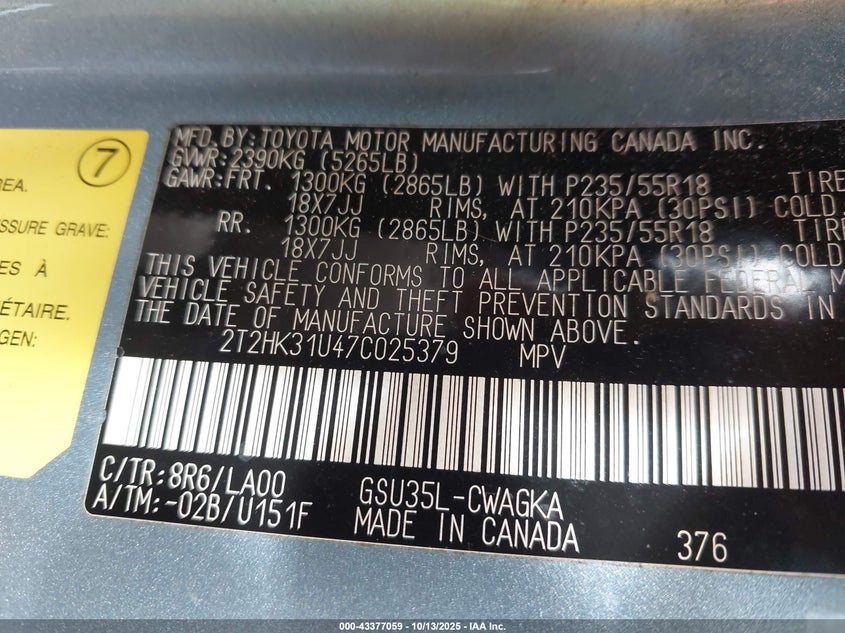 7
EA.
SSURE GRAVE:
ES À
ÉTAIRE.
GEN:
MFD. BY: TOYOTA MOTOR MANUFACTURING CANADA INC.
GVWR: 2390KG (5265LB)
GAWR: FRT. 1300KG (2865LB) WITH P235/55R18 TIRE
18X7JJ RIMS, AT 210KPA (30PSI) COLD.
RR. 1300KG (2865LB) WITH P235/55R18 TIRE
18X7JJ RIMS, AT 210KPA (30PSI) COLD
THIS VEHICLE CONFORMS TO ALL APPLICABLE FEDERAL M
VEHICLE SAFETY AND THEFT PREVENTION STANDARDS IN
THE DATE OF MANUFACTURE SHOWN ABOVE.
2T2HK31U47C025379 MPV
C/TR: 8R6/LA00 GSU35L-CWAGKA
A/TM: -02B/U151F MADE IN CANADA 376
000-43377059 | 10/13/2025 - IAA Inc.